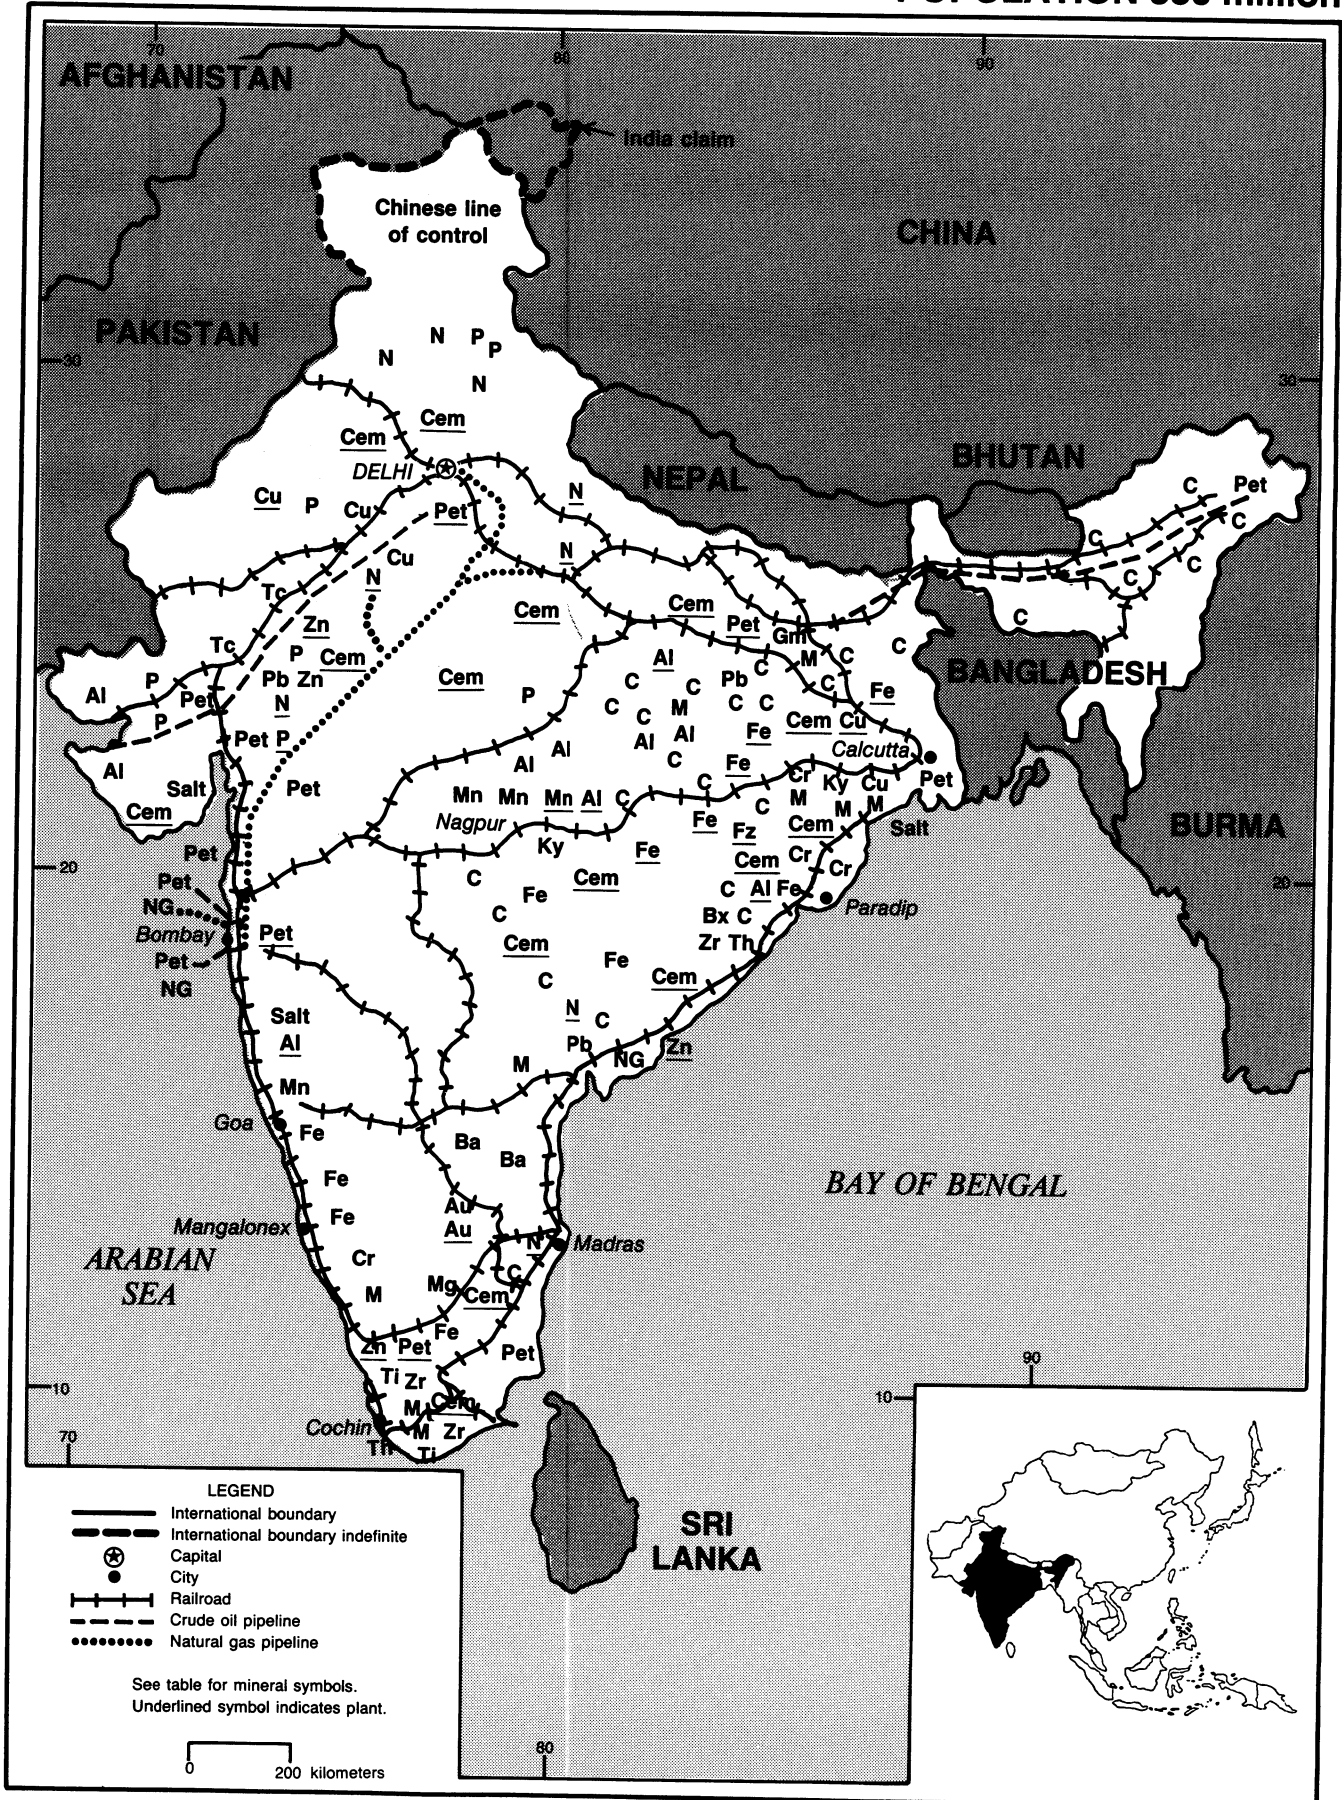 70
80
90
AFGHANISTAN
India claim
Chinese line
of control
CHINA
PAKISTAN
N P
P
N
30
N
30
Cem
Cem
DELHI
NEPAL
BHUTAN
C Pet
Cu P Cu
Pet
N
C
C
Cu
N
N
C
C
Tc
Cem
Cem
Zn
Pet
Gm
C
C
Tc
P
Cem
Al
M
C
BANGLADESH
Al
P
Pet
Pb Zn
N
Cem
P
C
C
Pb
C
C
Fe
P
C
C
M
C C
Pet P
Al
Al
Al
Fe
Cem Cu
Calcutta
Al
Al
C
Fe
Cr
Ky
Cu
Pet
Salt
Pet
Mn Mn Mn Al C
C
C
M
M
M
Cem
Nagpur
Fe
Fz
Cem
Salt
BURMA
Pet
Ky
Fe
Cem
Cr
Cr
20
Pet
C
Fe
Cem
C Al Fe
20
NG
C
Bx C
Paradip
Bombay
Pet
Cem
Zr Th
Pet
NG
Fe
C
Cem
Salt
N
C
Al
Pb
NG
Zn
M
Mn
Goa
Fe
Ba
Ba
Fe
BAY OF BENGAL
Au
Fe
Au
Mangalonex
N
Madras
ARABIAN
SEA
Cr
C
M
Mg
Cem
Fe
Zn Pet
Pet
Ti Zr
10
90
10
M
Cem
Cochin
M Zr
Th
Ti
70
LEGEND
International boundary
International boundary indefinite
Capital
City
Railroad
Crude oil pipeline
Natural gas pipeline
See table for mineral symbols.
Underlined symbol indicates plant.
0 200 kilometers
SRI
LANKA
80